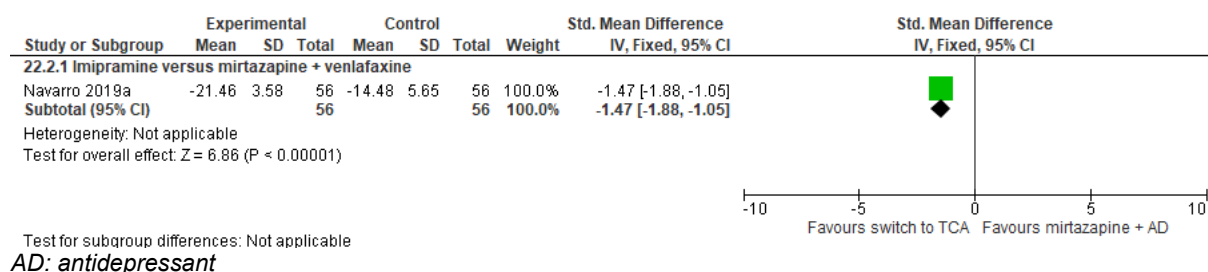 Experimental Control Std. Mean Difference Std. Mean Difference
Study or Subgroup Mean SD Total Mean SD Total Weight IV, Fixed, 95% CI IV, Fixed, 95% CI
22.2.1 Imipramine versus mirtazapine + venlafaxine
Navarro 2019a -21.46 3.58 56 -14.48 5.65 56 100.0% -1.47 [-1.88, -1.05]
Subtotal (95% CI) 56 56 100.0% -1.47 [-1.88, -1.05]
Heterogeneity: Not applicable
Test for overall effect: Z = 6.86 (P < 0.00001)
-10 -5 0 5 10
Favours switch to TCA Favours mirtazapine + AD
Test for subgroup differences: Not applicable
AD: antidepressant